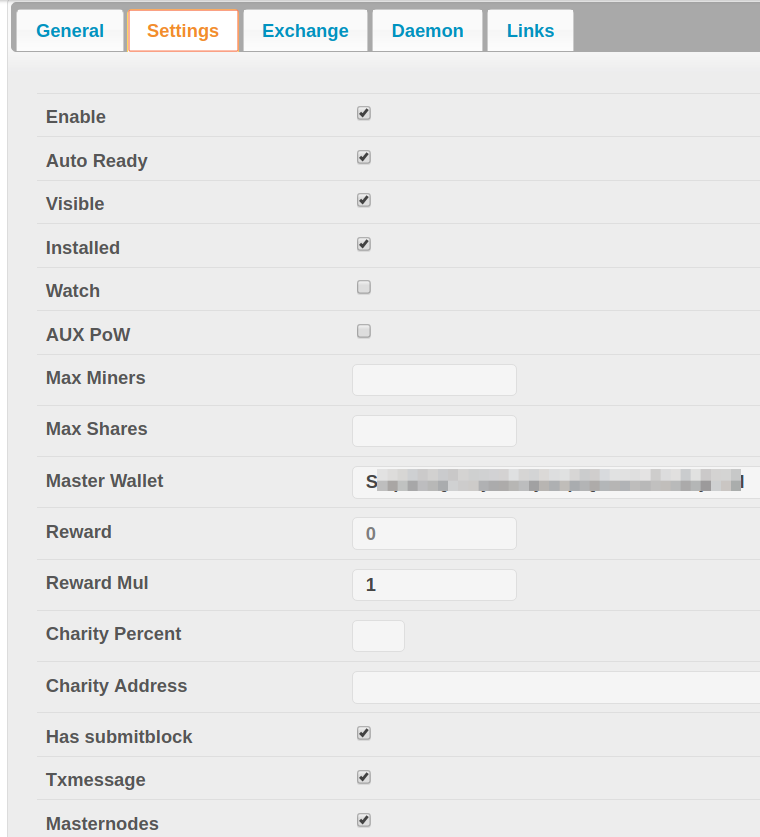 General Settings Exchange Daemon Links
Enable
Auto Ready
Visible
Installed
Watch
AUX PoW
Max Miners
Max Shares
Master Wallet
Reward 0
Reward Mul 1
Charity Percent
Charity Address
Has submitblock
Txmessage
Masternodes